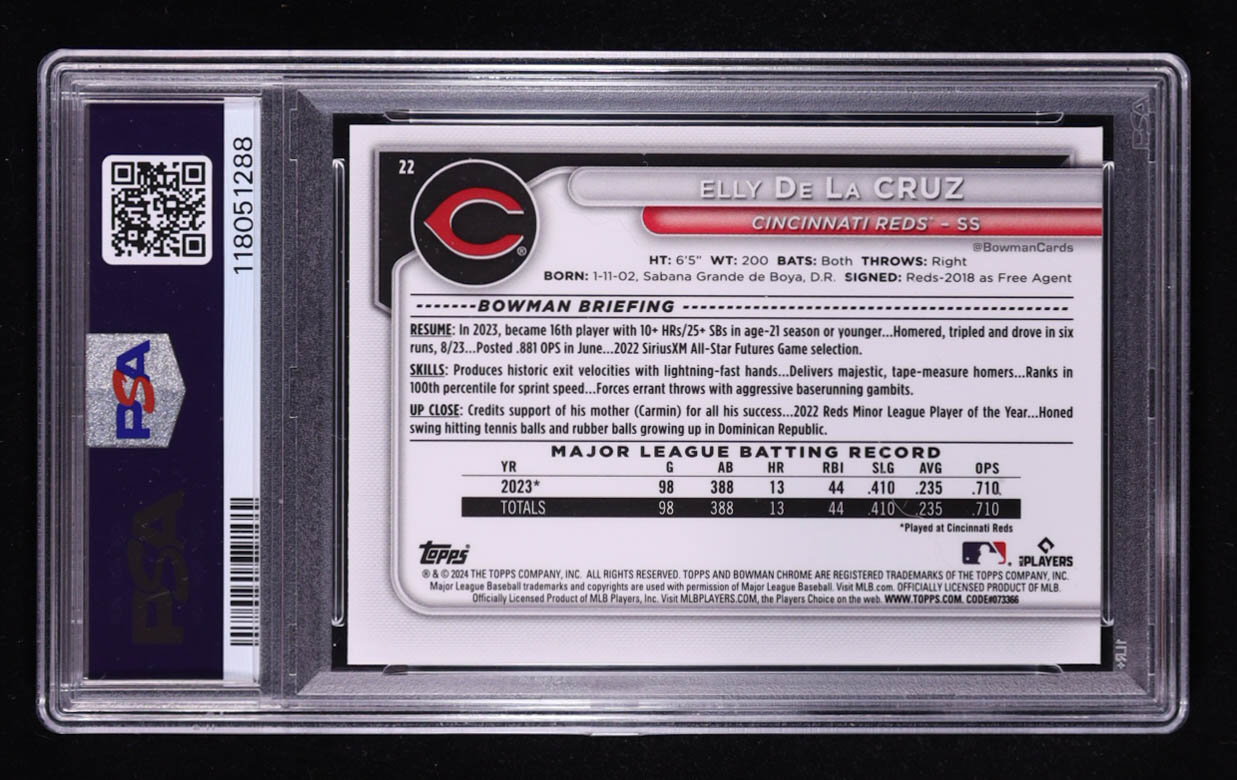 118051288
PSA
PSA
22
ELLY DE LA CRUZ
CINCINNATI REDS™ - SS
@BowmanCards
HT: 6'5" WT: 200 BATS: Both THROWS: Right
BORN: 1-11-02, Sabana Grande de Boya, D.R. SIGNED: Reds-2018 as Free Agent
BOWMAN BRIEFING
RESUME: In 2023, became 16th player with 10+ HRs/25+ SBs in age-21 season or younger...Homered, tripled and drove in six
runs, 8/23...Posted .881 OPS in June...2022 SiriusXM All-Star Futures Game selection.
SKILLS: Produces historic exit velocities with lightning-fast hands...Delivers majestic, tape-measure homers...Ranks in
100th percentile for sprint speed...Forces errant throws with aggressive baserunning gambits.
UP CLOSE: Credits support of his mother (Carmin) for all his success...2022 Reds Minor League Player of the Year...Honed
swing hitting tennis balls and rubber balls growing up in Dominican Republic.
MAJOR LEAGUE BATTING RECORD
YR G AB HR RBI SLG AVG OPS
2023* 98 388 13 44 .410 .235 .710
TOTALS 98 388 13 44 .410 .235 .710
*Played at Cincinnati Reds
Topps
MLB PLAYERS
® & © 2024 THE TOPPS COMPANY, INC. ALL RIGHTS RESERVED. TOPPS AND BOWMAN CHROME ARE REGISTERED TRADEMARKS OF THE TOPPS COMPANY, INC.
Major League Baseball trademarks and copyrights are used with permission of Major League Baseball. Visit MLB.com. OFFICIALLY LICENSED PRODUCT OF MLB.
Officially Licensed Product of MLB Players, Inc. Visit MLBPLAYERS.COM, the Players Choice on the web. WWW.TOPPS.COM. CODE#073366